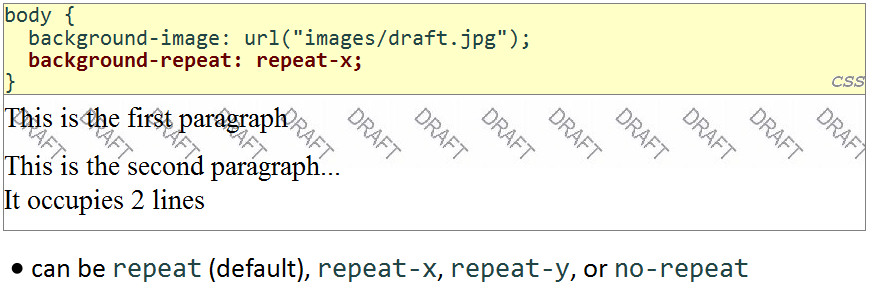 body {
  background-image: url("images/draft.jpg");
  background-repeat: repeat-x;
}
CSS
DRAFT DRAFT DRAFT DRAFT DRAFT DRAFT DRAFT DRAFT DRAFT DRAFT DRAFT DRAFT DRAFT
This is the first paragraph
This is the second paragraph...
It occupies 2 lines
• can be repeat (default), repeat-x, repeat-y, or no-repeat